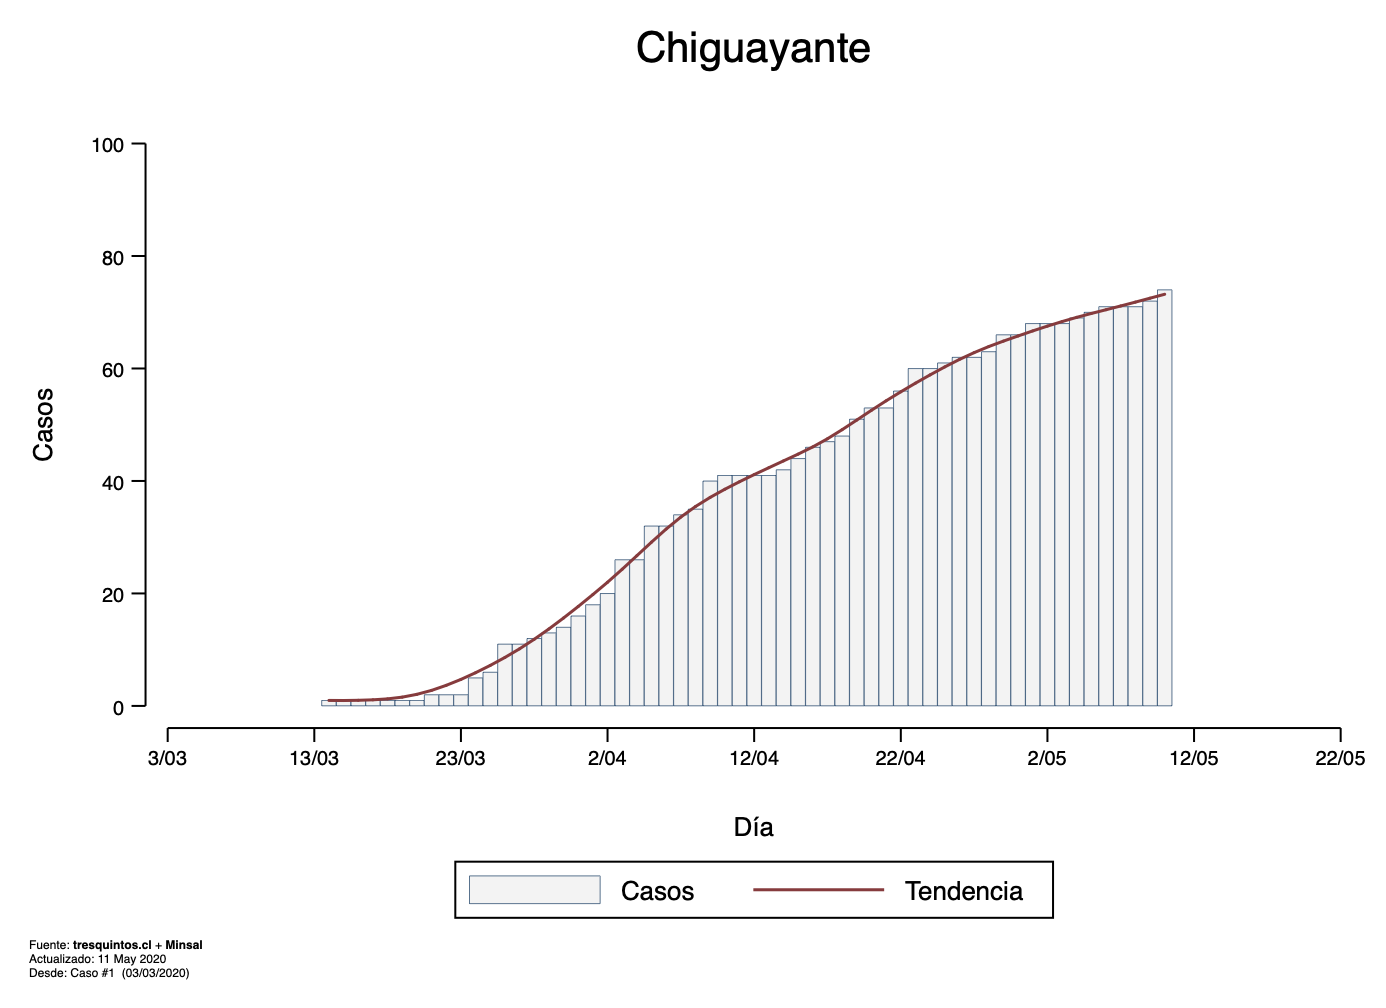 Chiguayante
100
80
60
40
20
0
Casos
3/03 13/03 23/03 2/04 12/04 22/04 2/05 12/05 22/05
Día
Casos Tendencia
Fuente: tresquintos.cl + Minsal
Actualizado: 11 May 2020
Desde: Caso #1 (03/03/2020)